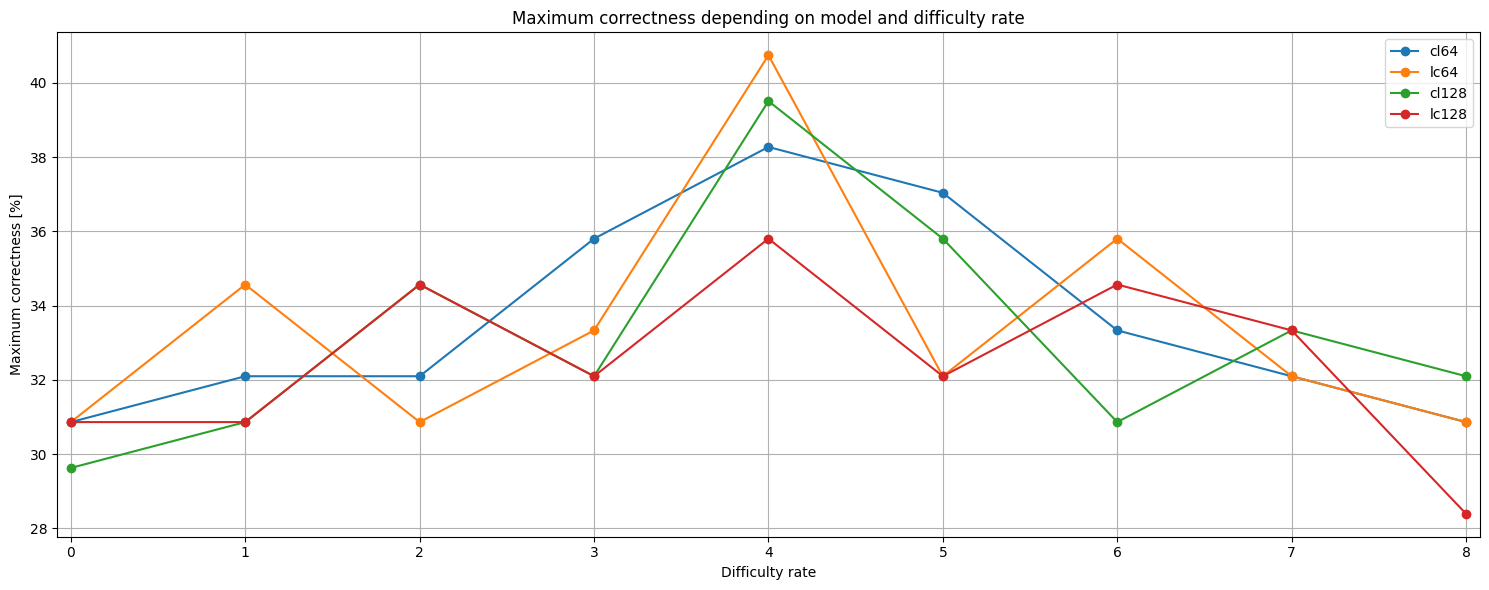 Maximum correctness depending on model and difficulty rate
cl64
lc64
cl128
lc128
Maximum correctness [%]
40
38
36
34
32
30
28
0 1 2 3 4 5 6 7 8
Difficulty rate